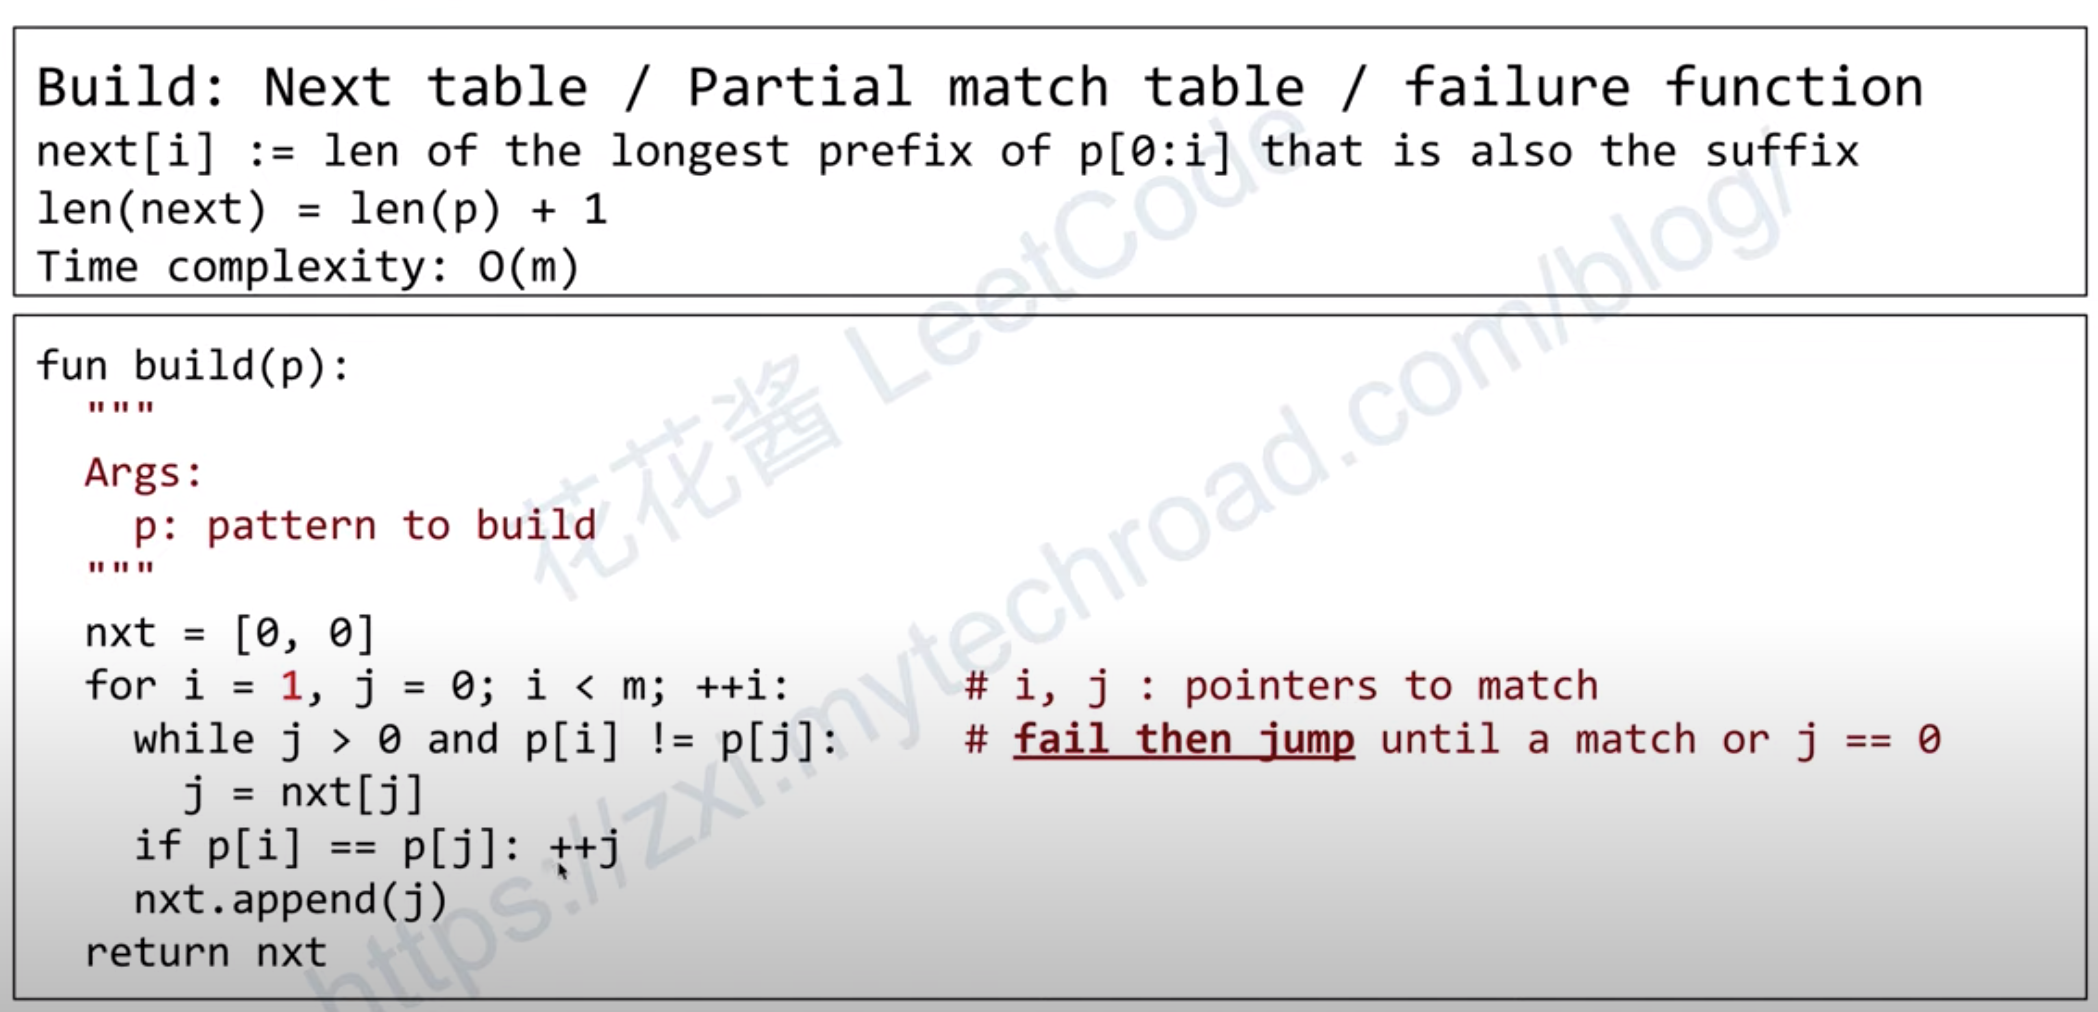 Build: Next table / Partial match table / failure function
next[i] := len of the longest prefix of p[0:i] that is also the suffix
len(next) = len(p) + 1
Time complexity: O(m)
fun build(p):
"""
Args:
p: pattern to build
"""
nxt = [0, 0]
for i = 1, j = 0; i < m; ++i: # i, j : pointers to match
while j > 0 and p[i] != p[j]: # fail then jump until a match or j == 0
j = nxt[j]
if p[i] == p[j]: ++j
nxt.append(j)
return nxt
花花酱 LeetCode
https://zxi.mytechroad.com/blog/